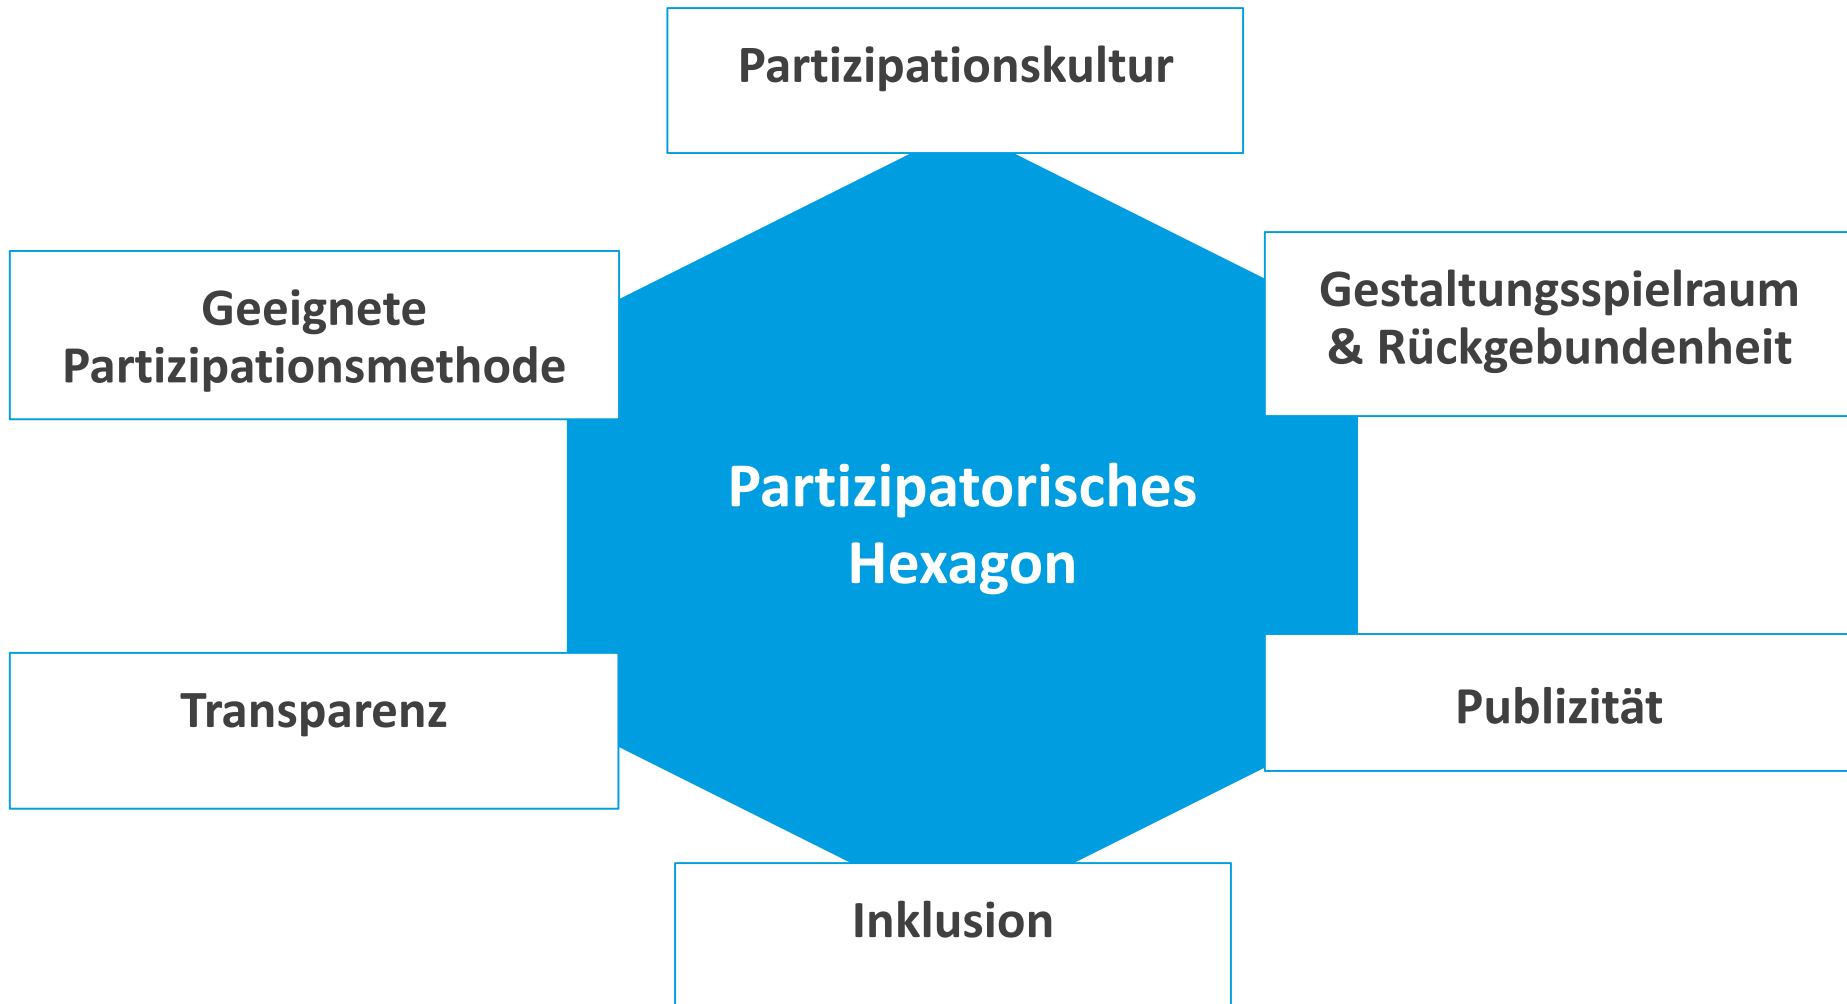 Partizipationskultur
Geeignete
Partizipationsmethode
Gestaltungsspielraum
& Rückgebundenheit
Partizipatorisches
Hexagon
Transparenz
Publizität
Inklusion